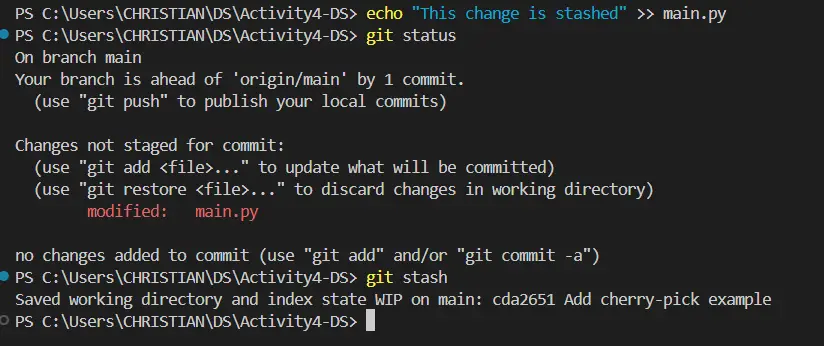 PS C:\Users\CHRISTIAN\DS\Activity4-DS> echo "This change is stashed" >> main.py
PS C:\Users\CHRISTIAN\DS\Activity4-DS> git status
On branch main
Your branch is ahead of 'origin/main' by 1 commit.
  (use "git push" to publish your local commits)

Changes not staged for commit:
  (use "git add <file>..." to update what will be committed)
  (use "git restore <file>..." to discard changes in working directory)
        modified:   main.py

no changes added to commit (use "git add" and/or "git commit -a")
PS C:\Users\CHRISTIAN\DS\Activity4-DS> git stash
Saved working directory and index state WIP on main: cda2651 Add cherry-pick example
PS C:\Users\CHRISTIAN\DS\Activity4-DS>